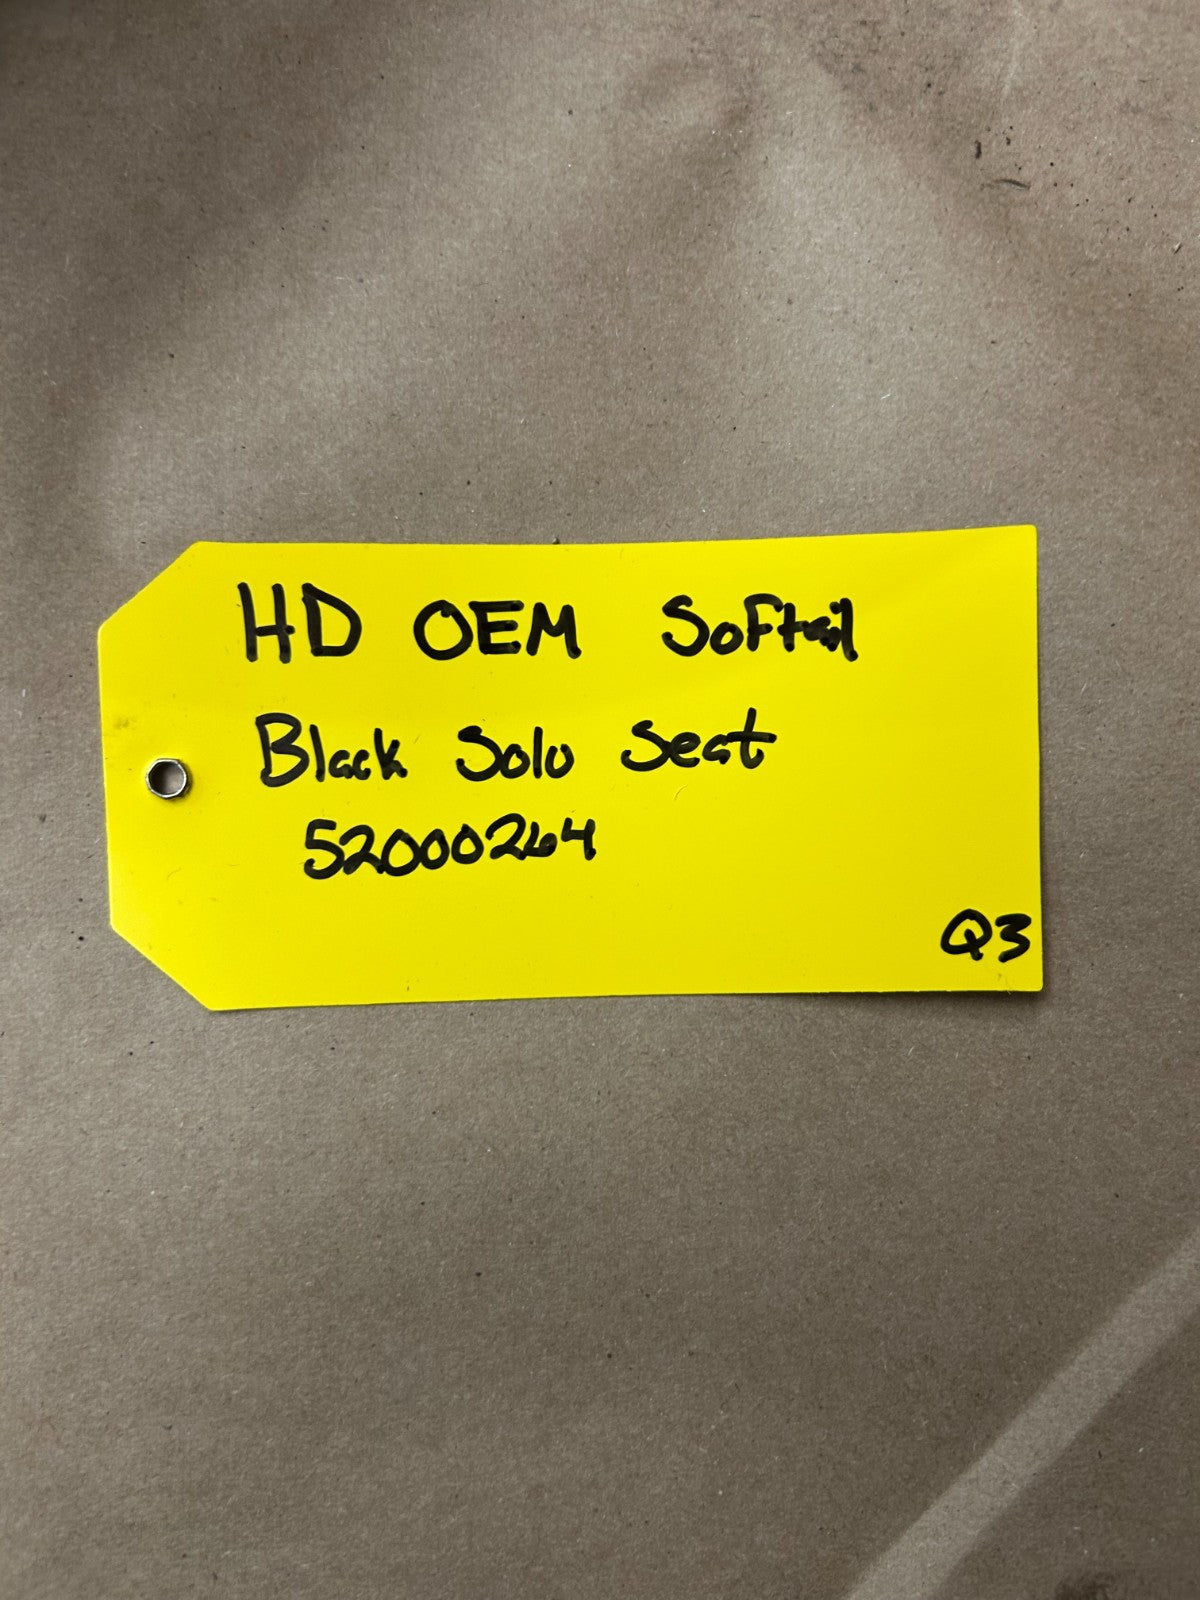 HD OEM Softail
Black Solo Seat
52000264
Q3